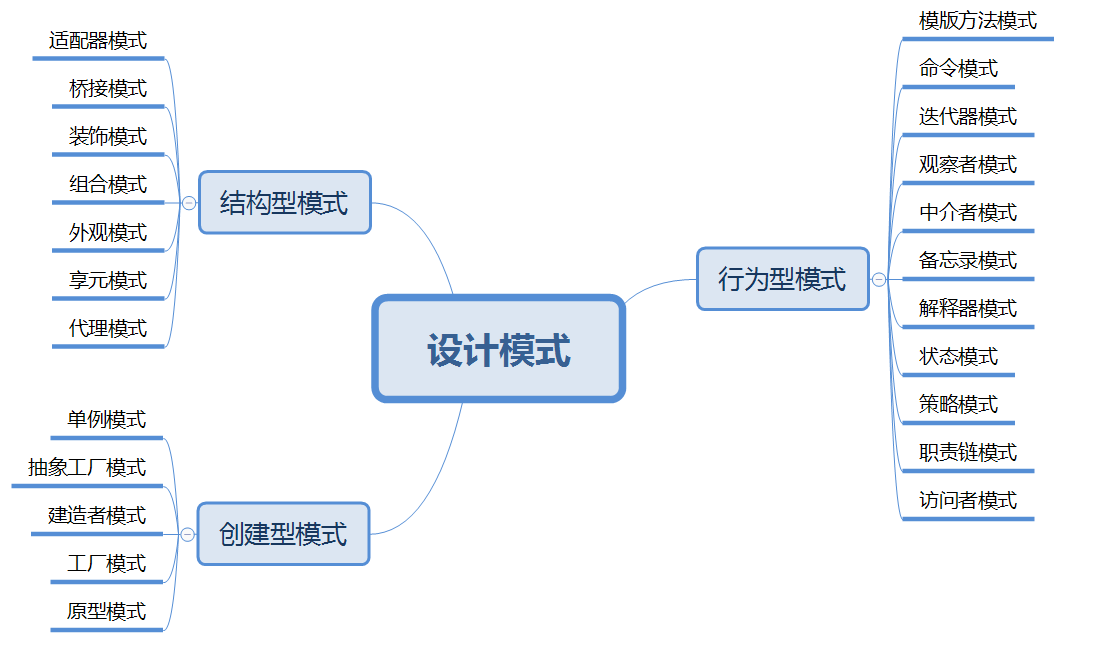 设计模式
结构型模式
适配器模式
桥接模式
装饰模式
组合模式
外观模式
享元模式
代理模式
创建型模式
单例模式
抽象工厂模式
建造者模式
工厂模式
原型模式
行为型模式
模版方法模式
命令模式
迭代器模式
观察者模式
中介者模式
备忘录模式
解释器模式
状态模式
策略模式
职责链模式
访问者模式